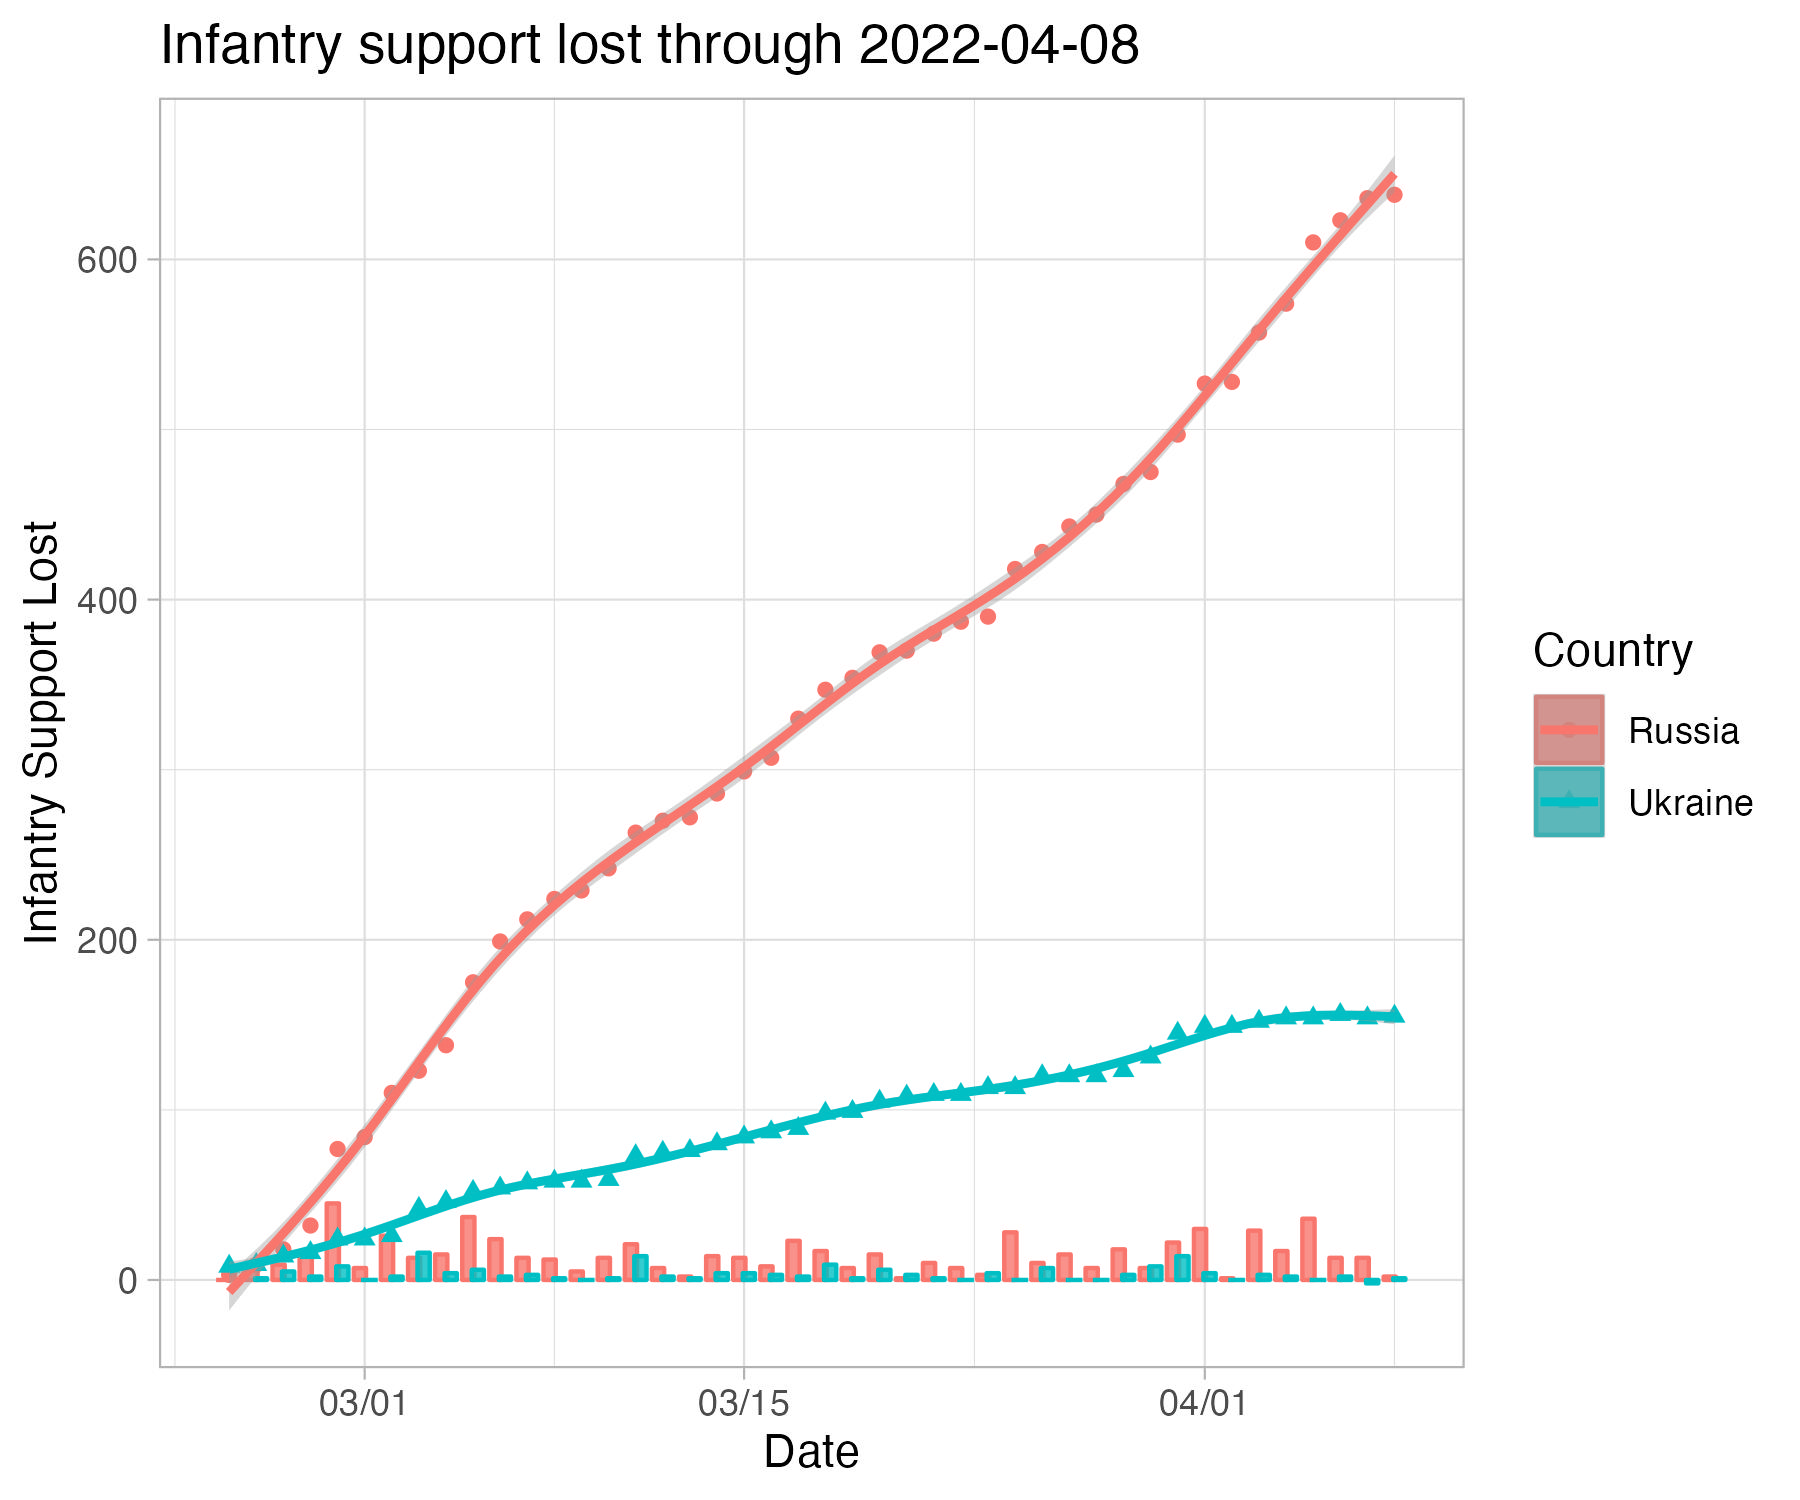 Infantry support lost through 2022-04-08
Infantry Support Lost
600
400
200
0
03/01
03/15
04/01
Date
Country
Russia
Ukraine